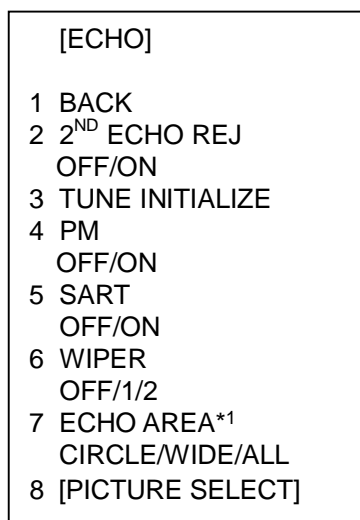 [ECHO]
1 BACK
2 2ND ECHO REJ
OFF/ON
3 TUNE INITIALIZE
4 PM
OFF/ON
5 SART
OFF/ON
6 WIPER
OFF/1/2
7 ECHO AREA*1
CIRCLE/WIDE/ALL
8 [PICTURE SELECT]